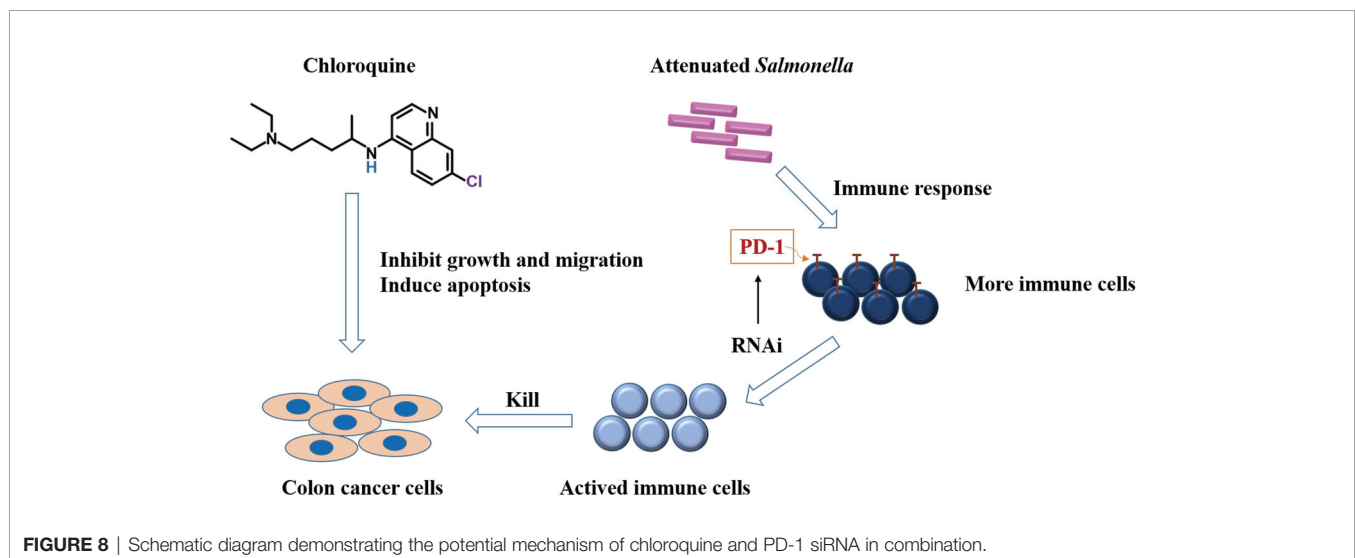 Chloroquine
Attenuated Salmonella
N
N
N
H
Cl
Immune response
PD-1
Inhibit growth and migration
Induce apoptosis
More immune cells
RNAi
Kill
Colon cancer cells
Actived immune cells
FIGURE 8 | Schematic diagram demonstrating the potential mechanism of chloroquine and PD-1 siRNA in combination.